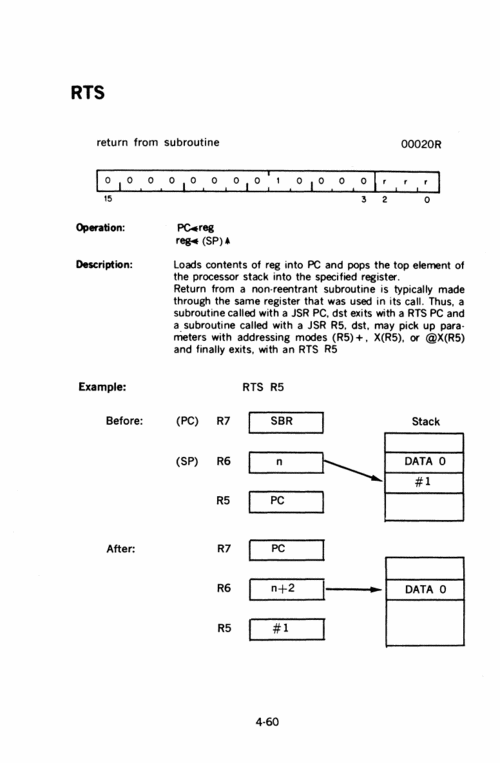 RTS
return from subroutine 00020R
0 0 0 0 0 0 0 0 1 0 0 0 0 r r r
15 3 2 0
Operation: PC◄reg
reg◄ (SP)▲
Description: Loads contents of reg into PC and pops the top element of
the processor stack into the specified register.
Return from a non-reentrant subroutine is typically made
through the same register that was used in its call. Thus, a
subroutine called with a JSR PC, dst exits with a RTS PC and
a subroutine called with a JSR R5, dst, may pick up para-
meters with addressing modes (R5)+, X(R5), or @X(R5)
and finally exits, with an RTS R5
Example: RTS R5
Before: (PC) R7 SBR Stack
(SP) R6 n DATA 0
#1
R5 PC
After: R7 PC
R6 n+2 DATA 0
R5 #1
4-60